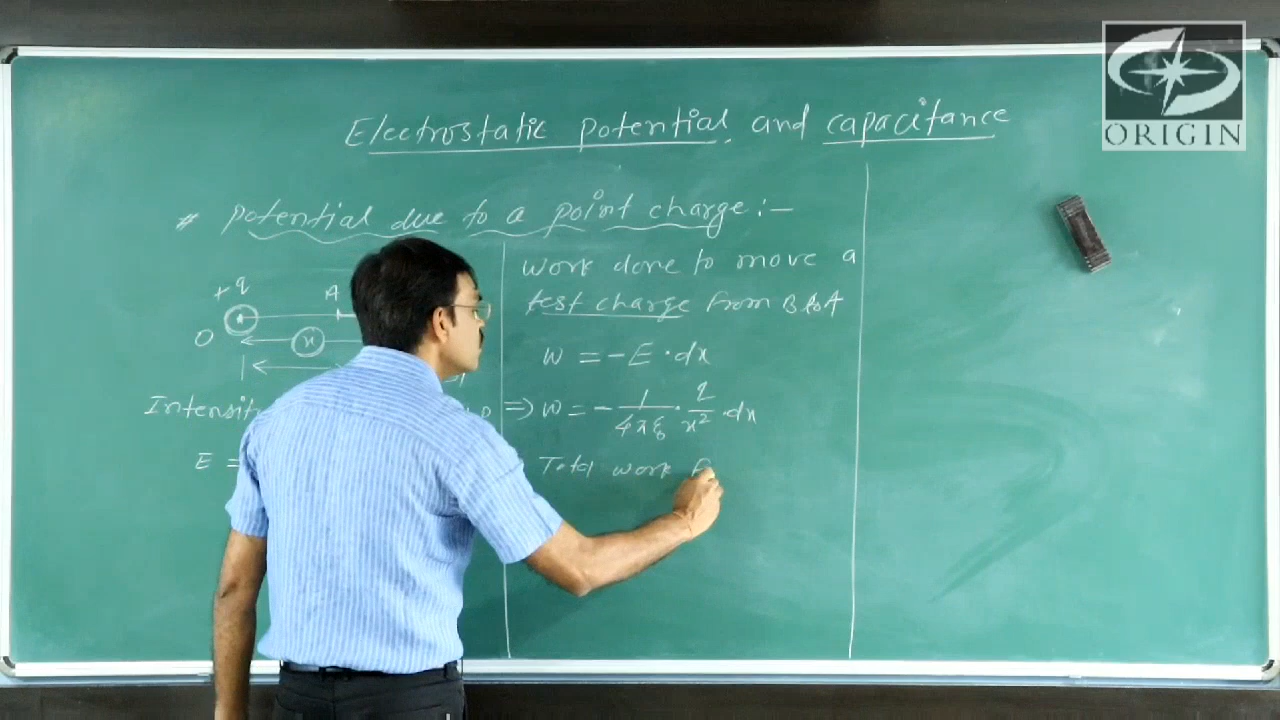 ORIGIN
Electrostatic potential and capacitance
# Potential due to a point charge:-
+q
A
O
x
Intensit
E =
Work done to move a
test charge from B to A
W = -E·dx
⇒ W = - 1/4πε₀ · q/x² · dx
Total work